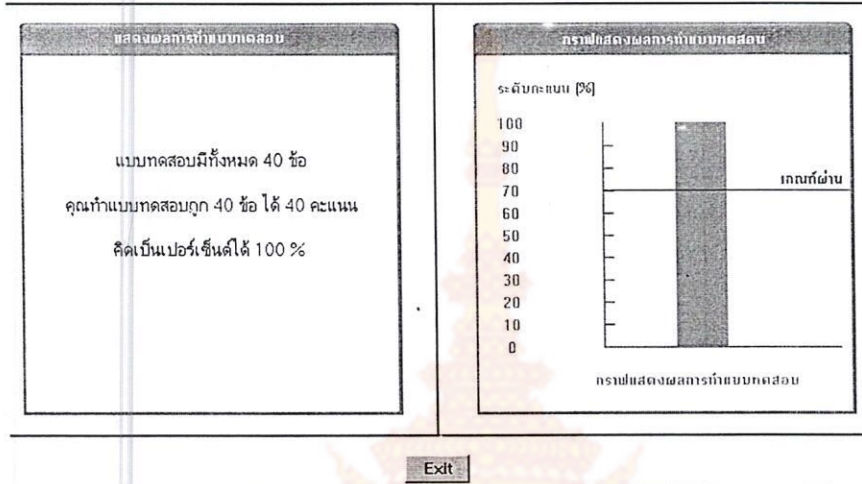 แสดงผลการทำแบบทดสอบ
แบบทดสอบมีทั้งหมด 40 ข้อ
คุณทำแบบทดสอบถูก 40 ข้อ ได้ 40 คะแนน
คิดเป็นเปอร์เซ็นต์ได้ 100 %
กราฟแสดงผลการทำแบบทดสอบ
ระดับคะแนน [%]
100
90
80
70
60
50
40
30
20
10
0
เกณฑ์ผ่าน
กราฟแสดงผลการทำแบบทดสอบ
Exit